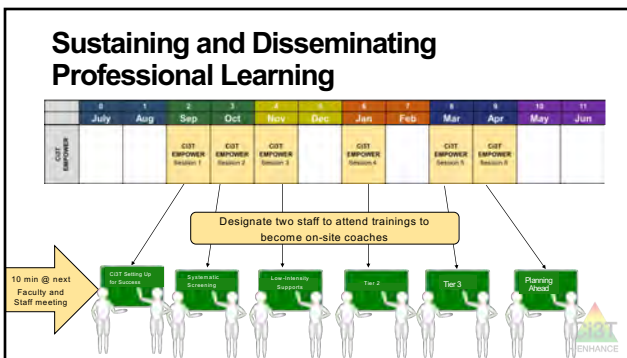 Sustaining and Disseminating
Professional Learning
0 1 2 3 4 5 6 7 8 9 10 11
July Aug Sep Oct Nov Dec Jan Feb Mar Apr May Jun
Ci3T
EMPOWER
Ci3T
EMPOWER
Session 1
Ci3T
EMPOWER
Session 2
Ci3T
EMPOWER
Session 3
Ci3T
EMPOWER
Session 4
Ci3T
EMPOWER
Session 5
Ci3T
EMPOWER
Session 6
Designate two staff to attend trainings to
become on-site coaches
10 min @ next
Faculty and
Staff meeting
Ci3T Setting Up
for Success
Systematic
Screening
Low-Intensity
Supports
Tier 2
Tier 3
Planning
Ahead
Ci3T
ENHANCE